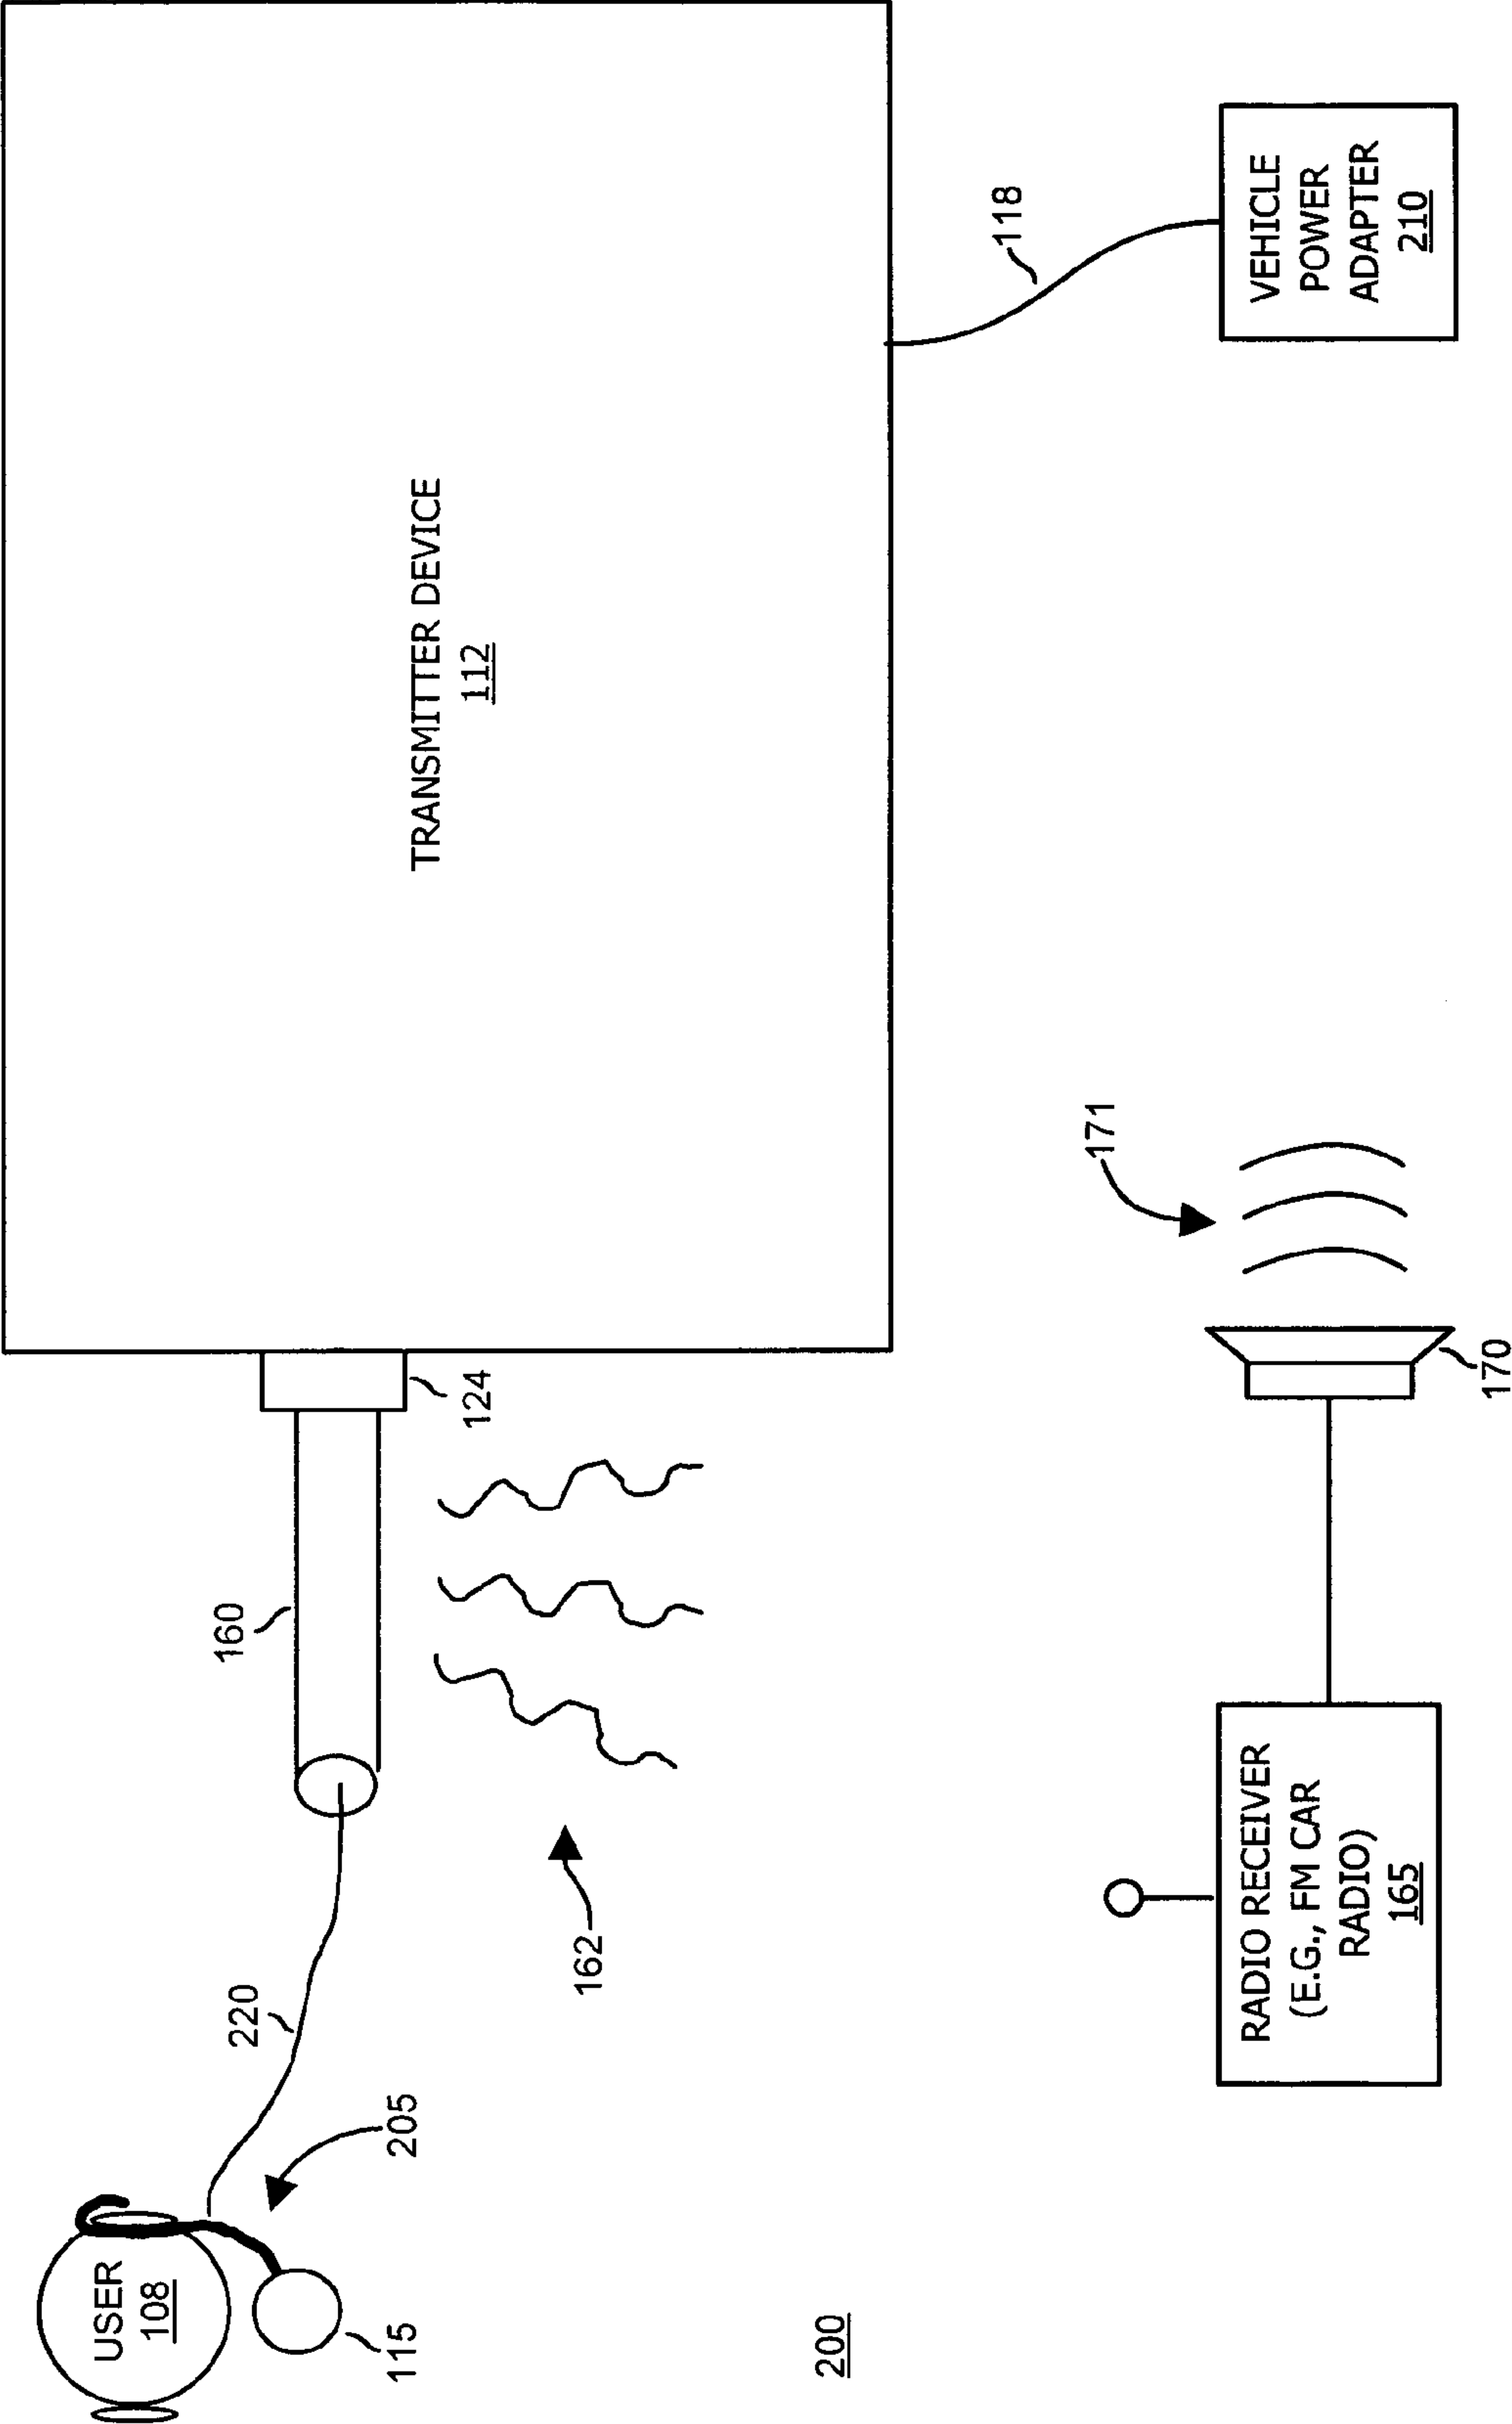 USER
108
115
205
220
160
162
124
TRANSMITTER DEVICE
112
118
VEHICLE
POWER
ADAPTER
210
171
170
RADIO RECEIVER
(E.G., FM CAR
RADIO)
165
200